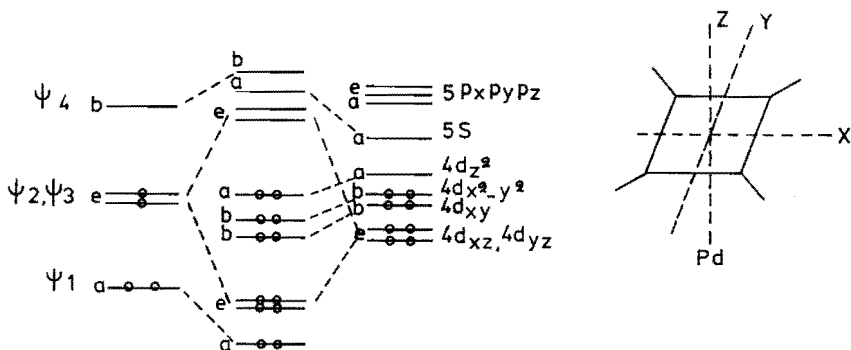 b
a
e
Ψ4 b
e
a
5PxPyPz
a
5S
a
4dz²
Ψ2,Ψ3 e
a
b
4dx²-y²
b
b
4dxy
b
e
4dxz, 4dyz
Ψ1 a
e
a
Z Y
X
Pd